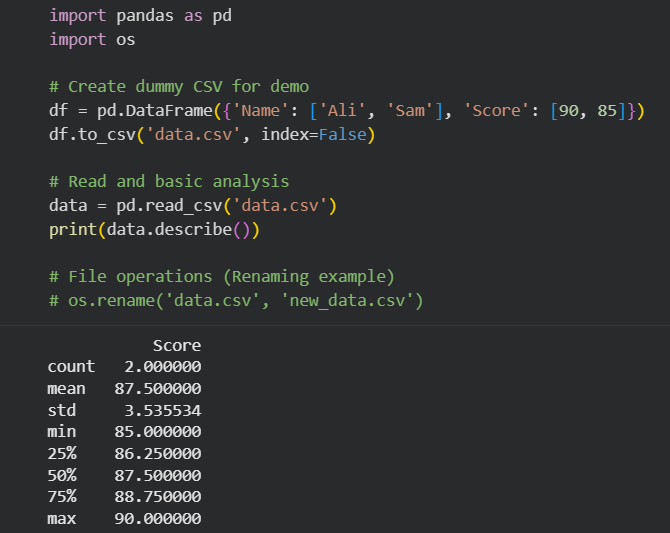 import pandas as pd
import os
# Create dummy CSV for demo
df = pd.DataFrame({'Name': ['Ali', 'Sam'], 'Score': [90, 85]})
df.to_csv('data.csv', index=False)
# Read and basic analysis
data = pd.read_csv('data.csv')
print(data.describe())
# File operations (Renaming example)
# os.rename('data.csv', 'new_data.csv')
Score
count 2.000000
mean 87.500000
std 3.535534
min 85.000000
25% 86.250000
50% 87.500000
75% 88.750000
max 90.000000